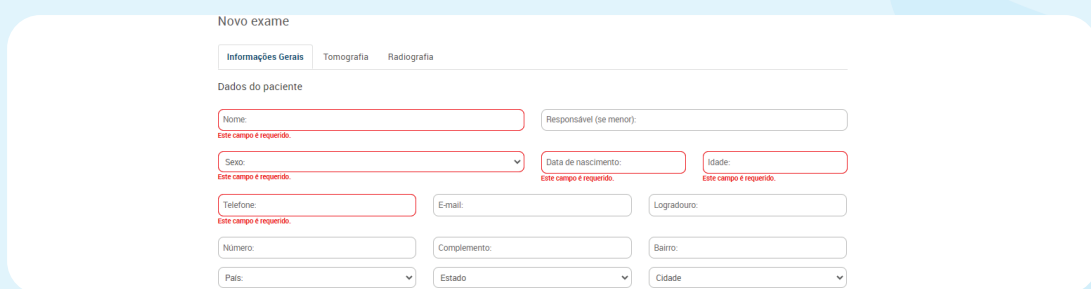 Novo exame
Informações Gerais Tomografia Radiografia
Dados do paciente
Nome: Responsável (se menor):
Este campo é requerido.
Sexo: Data de nascimento: Idade:
Este campo é requerido. Este campo é requerido. Este campo é requerido.
Telefone: E-mail: Logradouro:
Este campo é requerido.
Número: Complemento: Bairro:
País: Estado Cidade